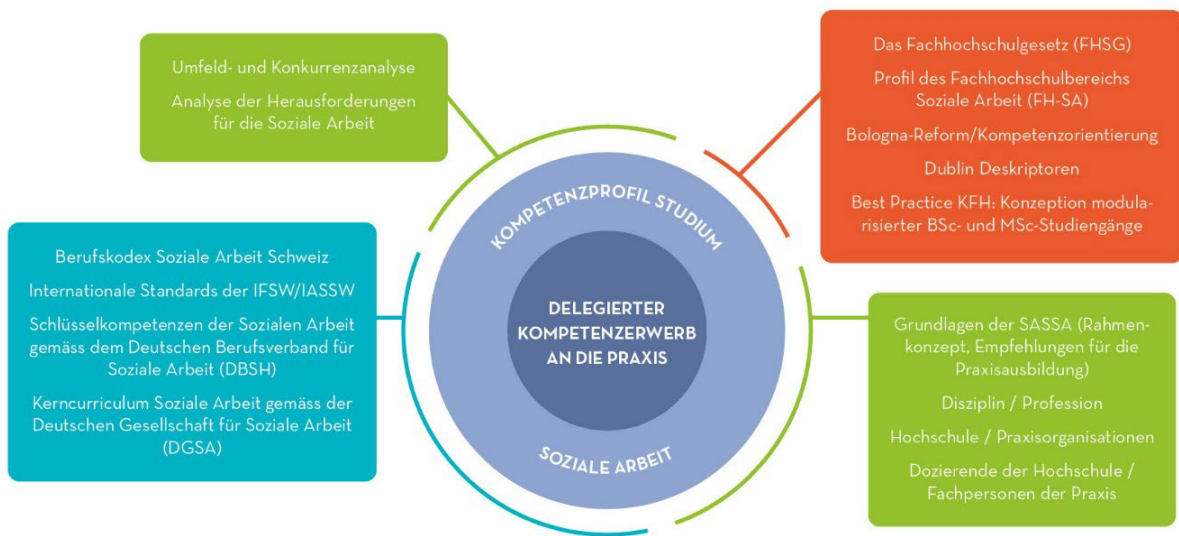 Umfeld- und Konkurrenzanalyse
Analyse der Herausforderungen
für die Soziale Arbeit
Das Fachhochschulgesetz (FHSG)
Profil des Fachhochschulbereichs
Soziale Arbeit (FH-SA)
Bologna-Reform/Kompetenzorientierung
Dublin Deskriptoren
Best Practice KFH: Konzeption modula-
risierter BSc- und MSc-Studiengänge
Berufskodex Soziale Arbeit Schweiz
Internationale Standards der IFSW/IASSW
Schlüsselkompetenzen der Sozialen Arbeit
gemäss dem Deutschen Berufsverband für
Soziale Arbeit (DBSH)
Kerncurriculum Soziale Arbeit gemäss der
Deutschen Gesellschaft für Soziale Arbeit
(DGSA)
KOMPETENZPROFIL STUDIUM
DELEGIERTER
KOMPETENZERWERB
AN DIE PRAXIS
SOZIALE ARBEIT
Grundlagen der SASSA (Rahmen-
konzept, Empfehlungen für die
Praxisausbildung)
Disziplin / Profession
Hochschule / Praxisorganisationen
Dozierende der Hochschule /
Fachpersonen der Praxis